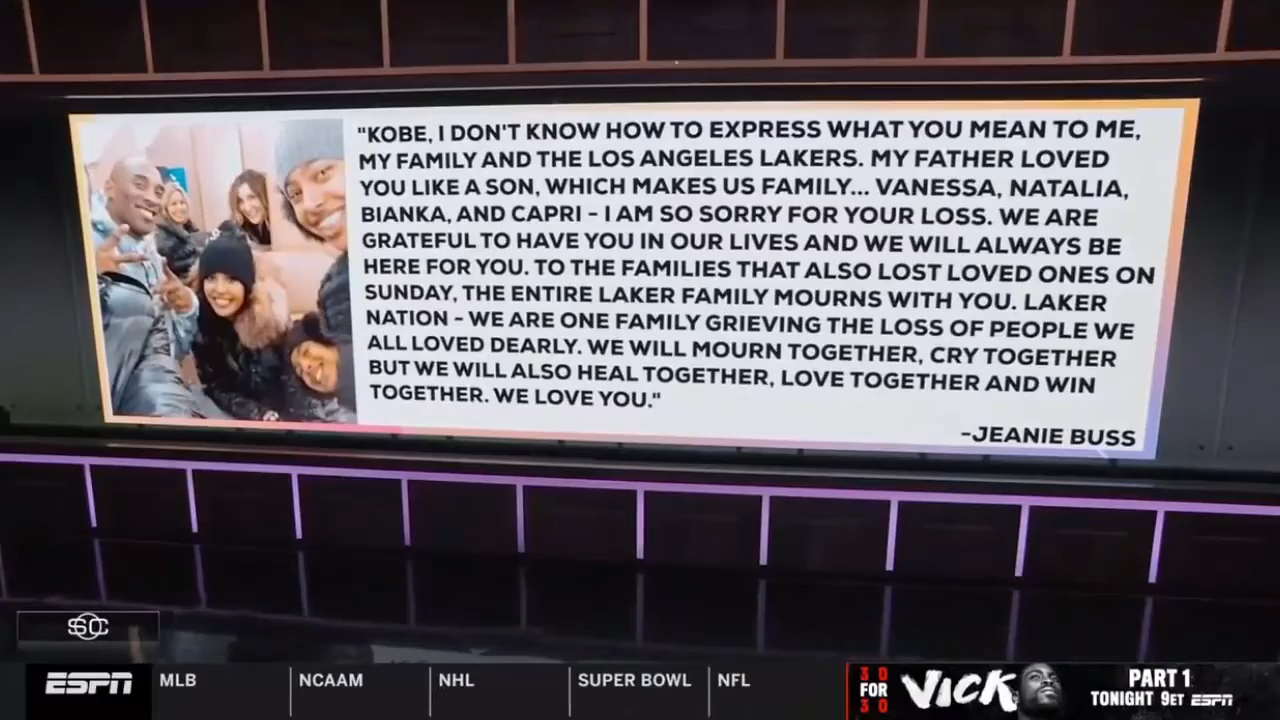 "KOBE, I DON'T KNOW HOW TO EXPRESS WHAT YOU MEAN TO ME,
MY FAMILY AND THE LOS ANGELES LAKERS. MY FATHER LOVED
YOU LIKE A SON, WHICH MAKES US FAMILY... VANESSA, NATALIA,
BIANKA, AND CAPRI - I AM SO SORRY FOR YOUR LOSS. WE ARE
GRATEFUL TO HAVE YOU IN OUR LIVES AND WE WILL ALWAYS BE
HERE FOR YOU. TO THE FAMILIES THAT ALSO LOST LOVED ONES ON
SUNDAY, THE ENTIRE LAKER FAMILY MOURNS WITH YOU. LAKER
NATION - WE ARE ONE FAMILY GRIEVING THE LOSS OF PEOPLE WE
ALL LOVED DEARLY. WE WILL MOURN TOGETHER, CRY TOGETHER
BUT WE WILL ALSO HEAL TOGETHER, LOVE TOGETHER AND WIN
TOGETHER. WE LOVE YOU."
-JEANIE BUSS
SC
ESPN MLB NCAAM NHL SUPER BOWL NFL
30 FOR 30 VICK PART 1
TONIGHT 9ET ESPN